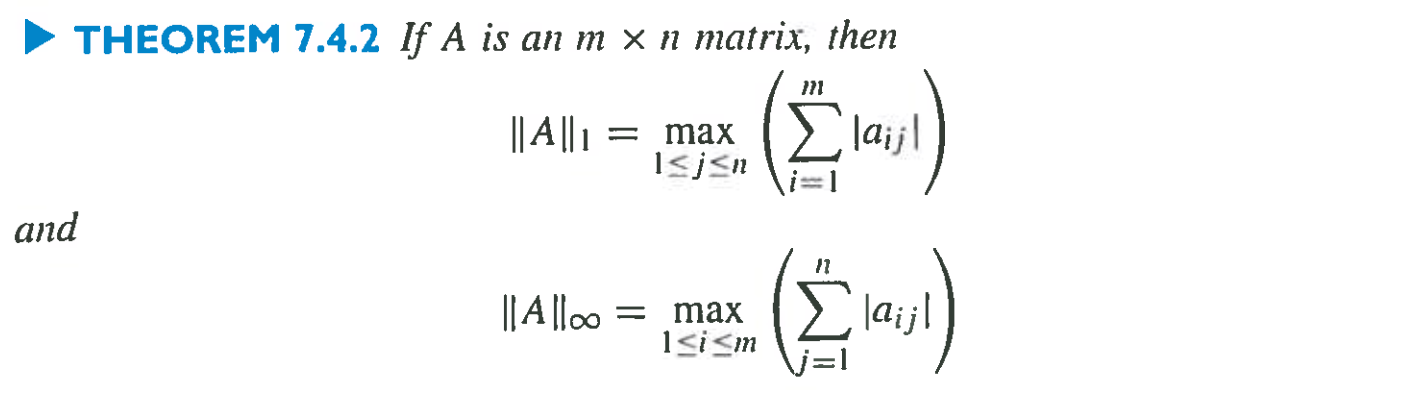 ▶ THEOREM 7.4.2 If A is an m × n matrix, then
‖A‖₁ = max_{1≤j≤n} (∑_{i=1}^{m} |a_{ij}|)
and
‖A‖_∞ = max_{1≤i≤m} (∑_{j=1}^{n} |a_{ij}|)